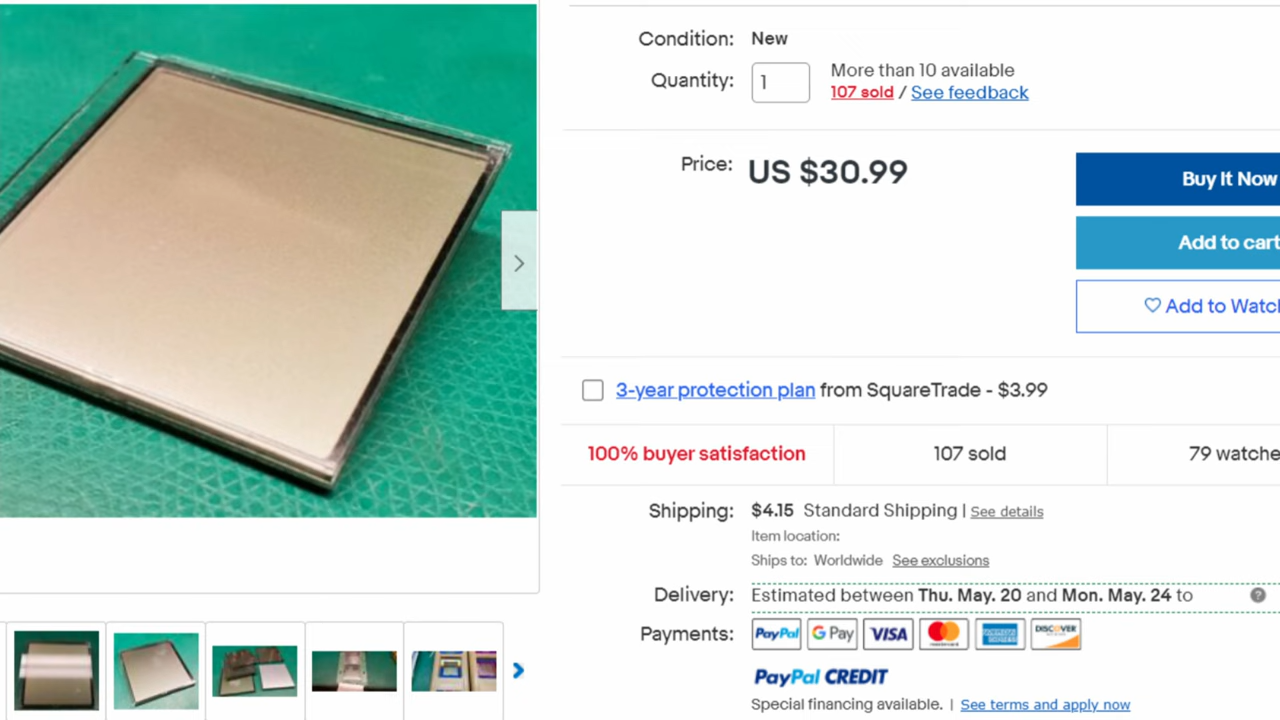 Condition: New
Quantity: 1
More than 10 available
107 sold / See feedback
Price: US $30.99
Buy It Now
Add to cart
Add to Watch
3-year protection plan from SquareTrade - $3.99
100% buyer satisfaction
107 sold
79 watche
Shipping: $4.15 Standard Shipping | See details
Item location:
Ships to: Worldwide See exclusions
Delivery: Estimated between Thu. May. 20 and Mon. May. 24 to
Payments: PayPal G Pay VISA mastercard AMERICAN EXPRESS DISCOVER
PayPal CREDIT
Special financing available. | See terms and apply now